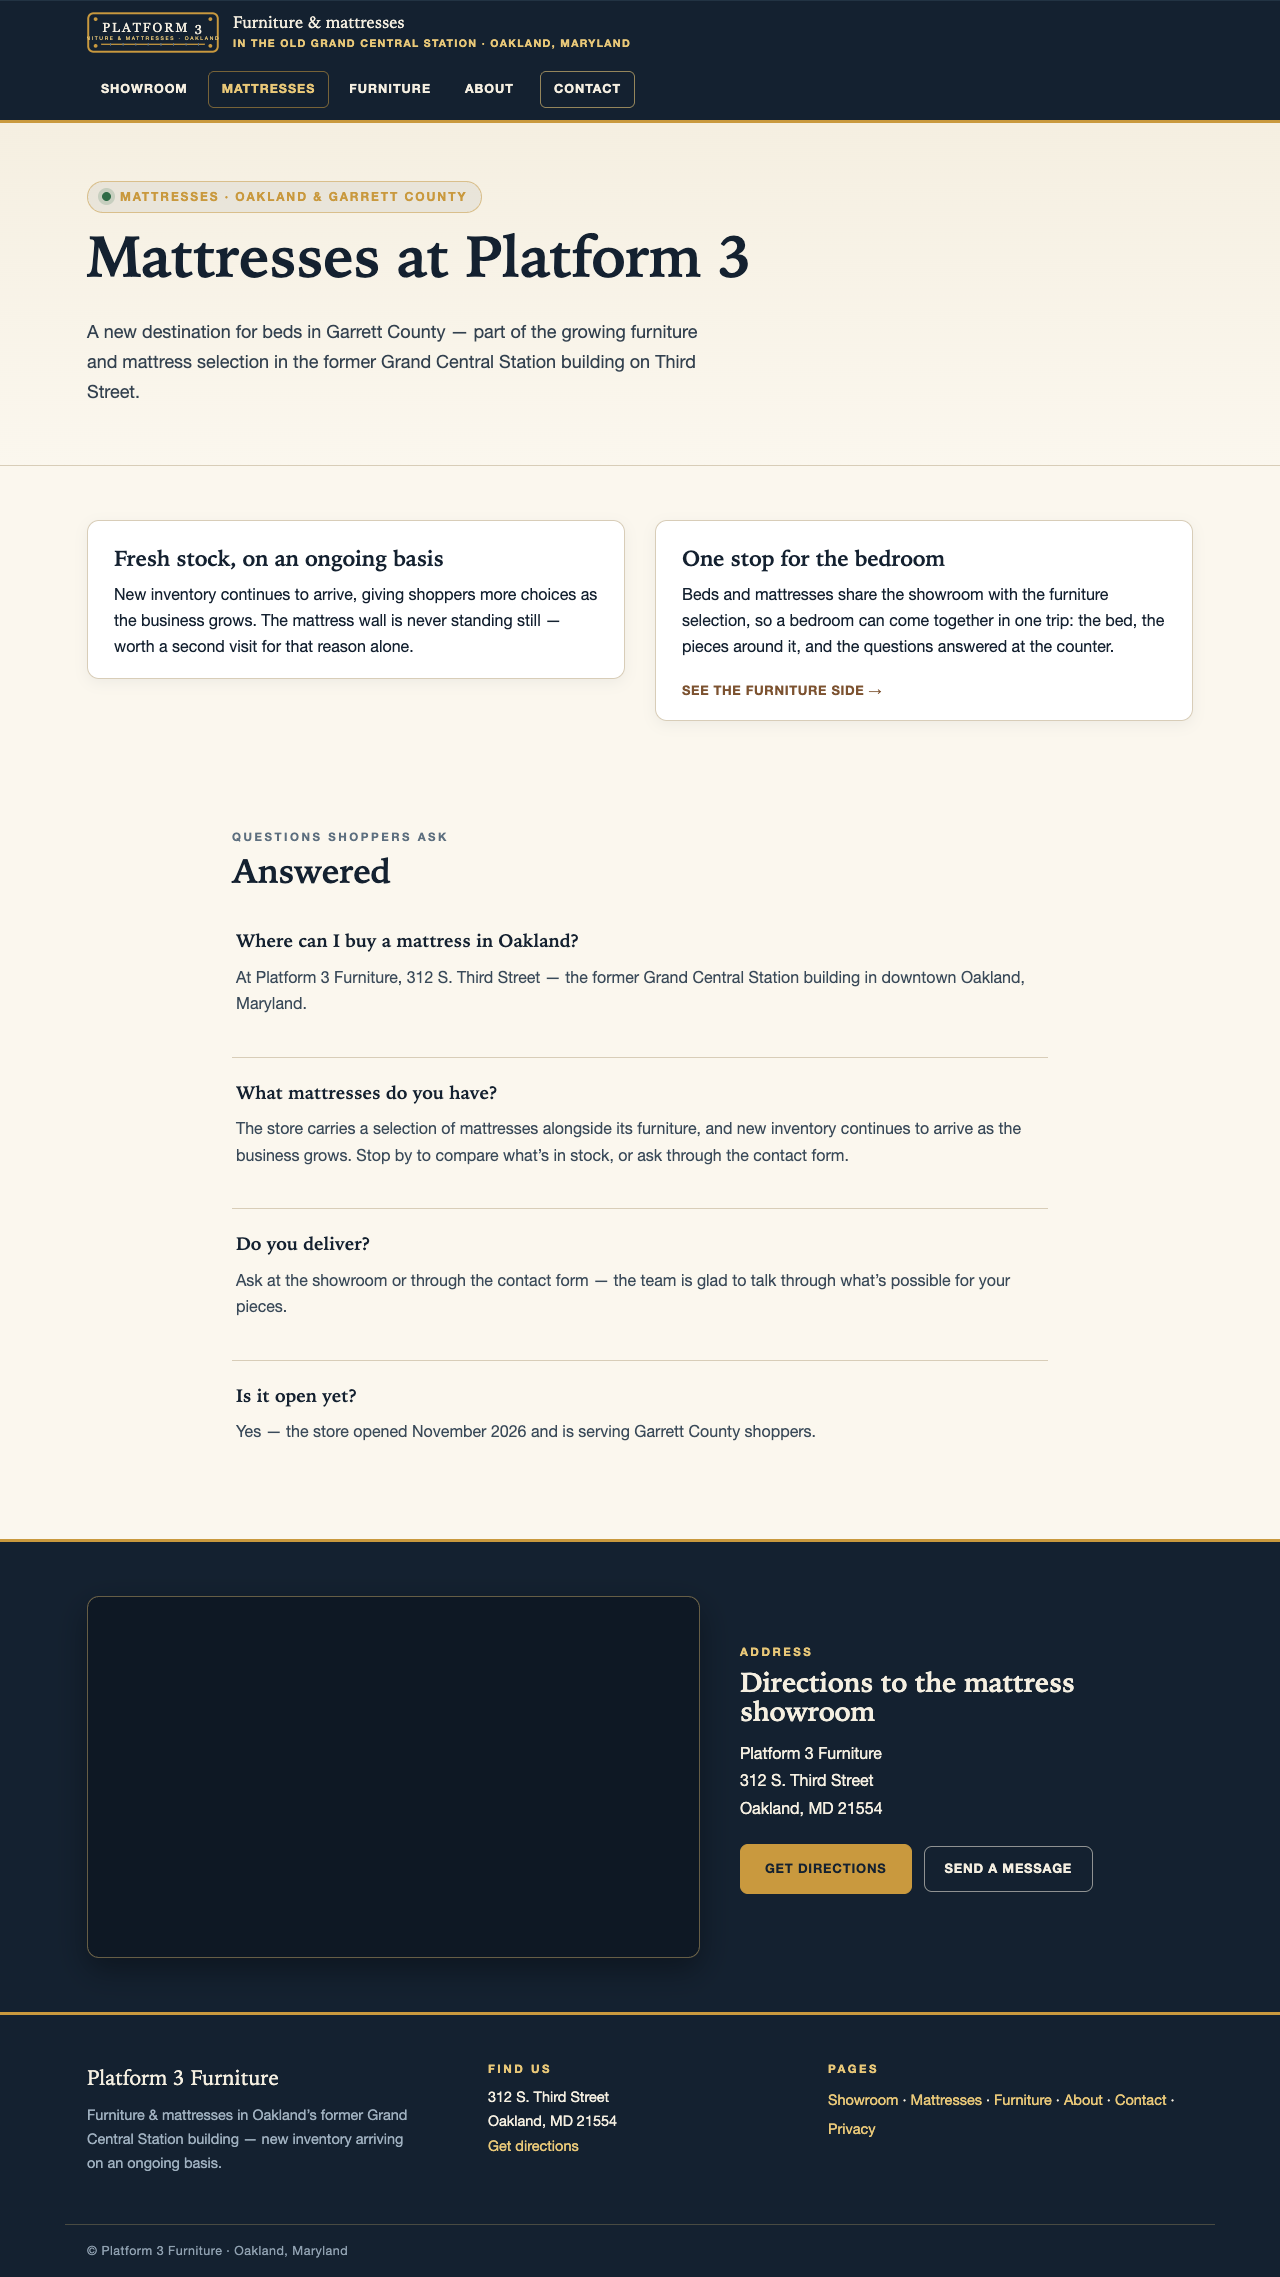 PLATFORM 3
FURNITURE & MATTRESSES · OAKLAND
Furniture & mattresses
IN THE OLD GRAND CENTRAL STATION · OAKLAND, MARYLAND
SHOWROOM
MATTRESSES
FURNITURE
ABOUT
CONTACT
MATTRESSES · OAKLAND & GARRETT COUNTY
Mattresses at Platform 3
A new destination for beds in Garrett County — part of the growing furniture
and mattress selection in the former Grand Central Station building on Third
Street.
Fresh stock, on an ongoing basis
New inventory continues to arrive, giving shoppers more choices as
the business grows. The mattress wall is never standing still —
worth a second visit for that reason alone.
One stop for the bedroom
Beds and mattresses share the showroom with the furniture
selection, so a bedroom can come together in one trip: the bed, the
pieces around it, and the questions answered at the counter.
SEE THE FURNITURE SIDE →
QUESTIONS SHOPPERS ASK
Answered
Where can I buy a mattress in Oakland?
At Platform 3 Furniture, 312 S. Third Street — the former Grand Central Station building in downtown Oakland,
Maryland.
What mattresses do you have?
The store carries a selection of mattresses alongside its furniture, and new inventory continues to arrive as the
business grows. Stop by to compare what’s in stock, or ask through the contact form.
Do you deliver?
Ask at the showroom or through the contact form — the team is glad to talk through what’s possible for your
pieces.
Is it open yet?
Yes — the store opened November 2026 and is serving Garrett County shoppers.
ADDRESS
Directions to the mattress
showroom
Platform 3 Furniture
312 S. Third Street
Oakland, MD 21554
GET DIRECTIONS
SEND A MESSAGE
Platform 3 Furniture
Furniture & mattresses in Oakland’s former Grand
Central Station building — new inventory arriving
on an ongoing basis.
FIND US
312 S. Third Street
Oakland, MD 21554
Get directions
PAGES
Showroom · Mattresses · Furniture · About · Contact ·
Privacy
© Platform 3 Furniture · Oakland, Maryland